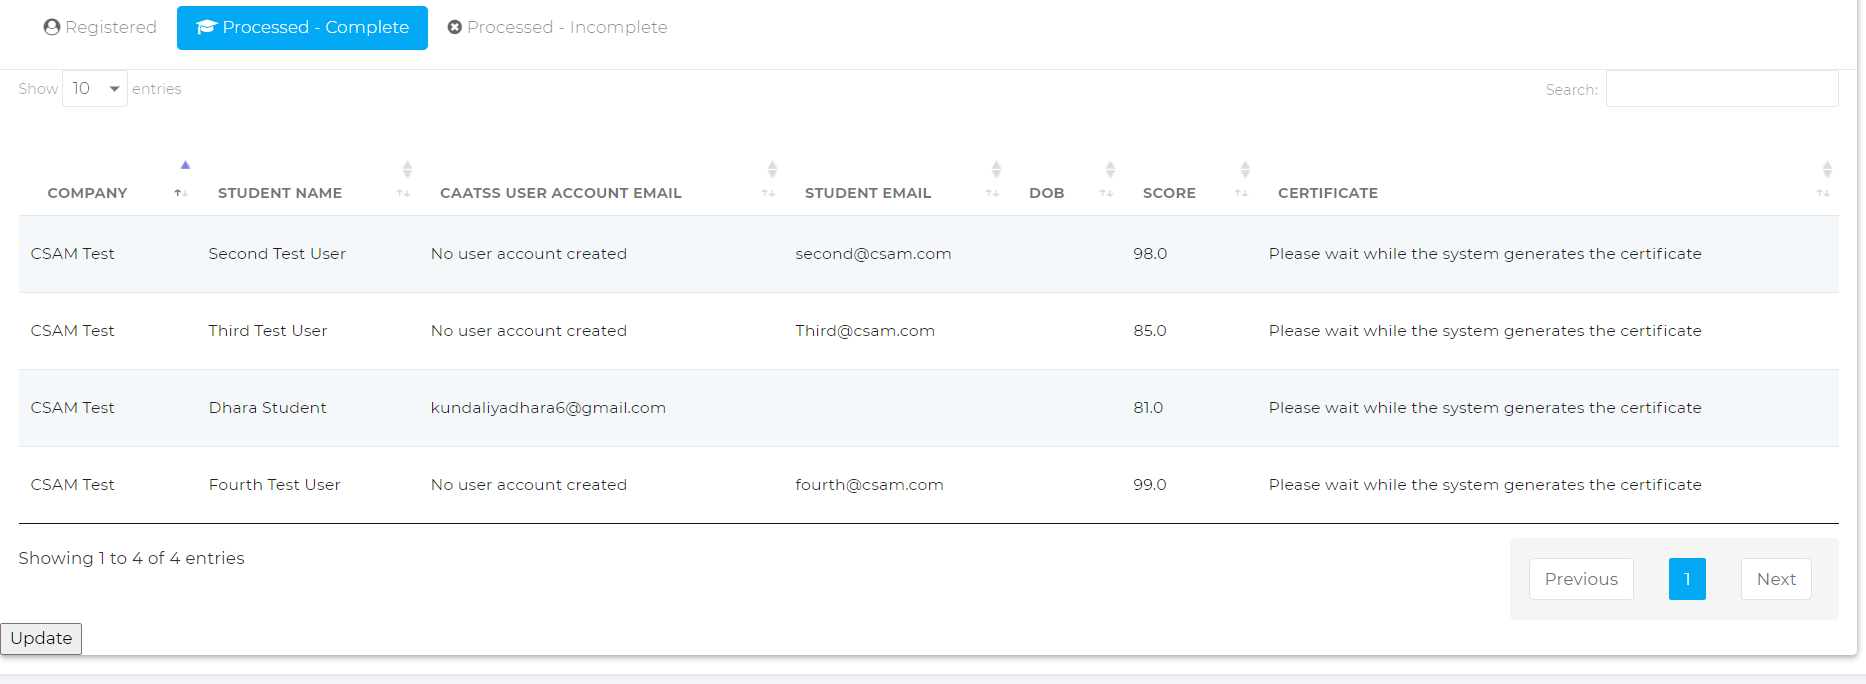 Registered Processed - Complete Processed - Incomplete
Show 10 entries Search:
COMPANY STUDENT NAME CAATSS USER ACCOUNT EMAIL STUDENT EMAIL DOB SCORE CERTIFICATE
CSAM Test Second Test User No user account created second@csam.com 98.0 Please wait while the system generates the certificate
CSAM Test Third Test User No user account created Third@csam.com 85.0 Please wait while the system generates the certificate
CSAM Test Dhara Student kundaliyadhara6@gmail.com 81.0 Please wait while the system generates the certificate
CSAM Test Fourth Test User No user account created fourth@csam.com 99.0 Please wait while the system generates the certificate
Showing 1 to 4 of 4 entries
Previous 1 Next
Update